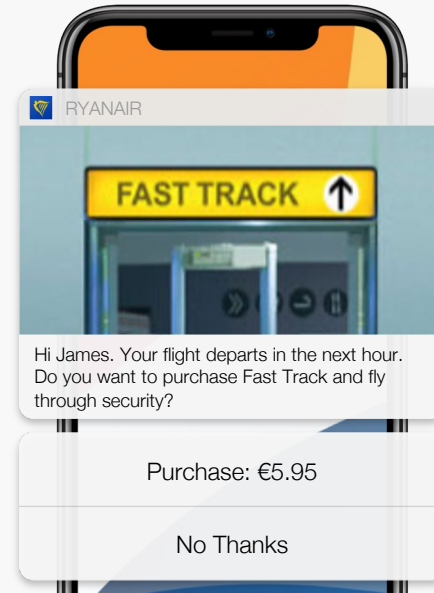 RYANAIR
FAST TRACK ↑
Hi James. Your flight departs in the next hour.
Do you want to purchase Fast Track and fly
through security?
Purchase: €5.95
No Thanks